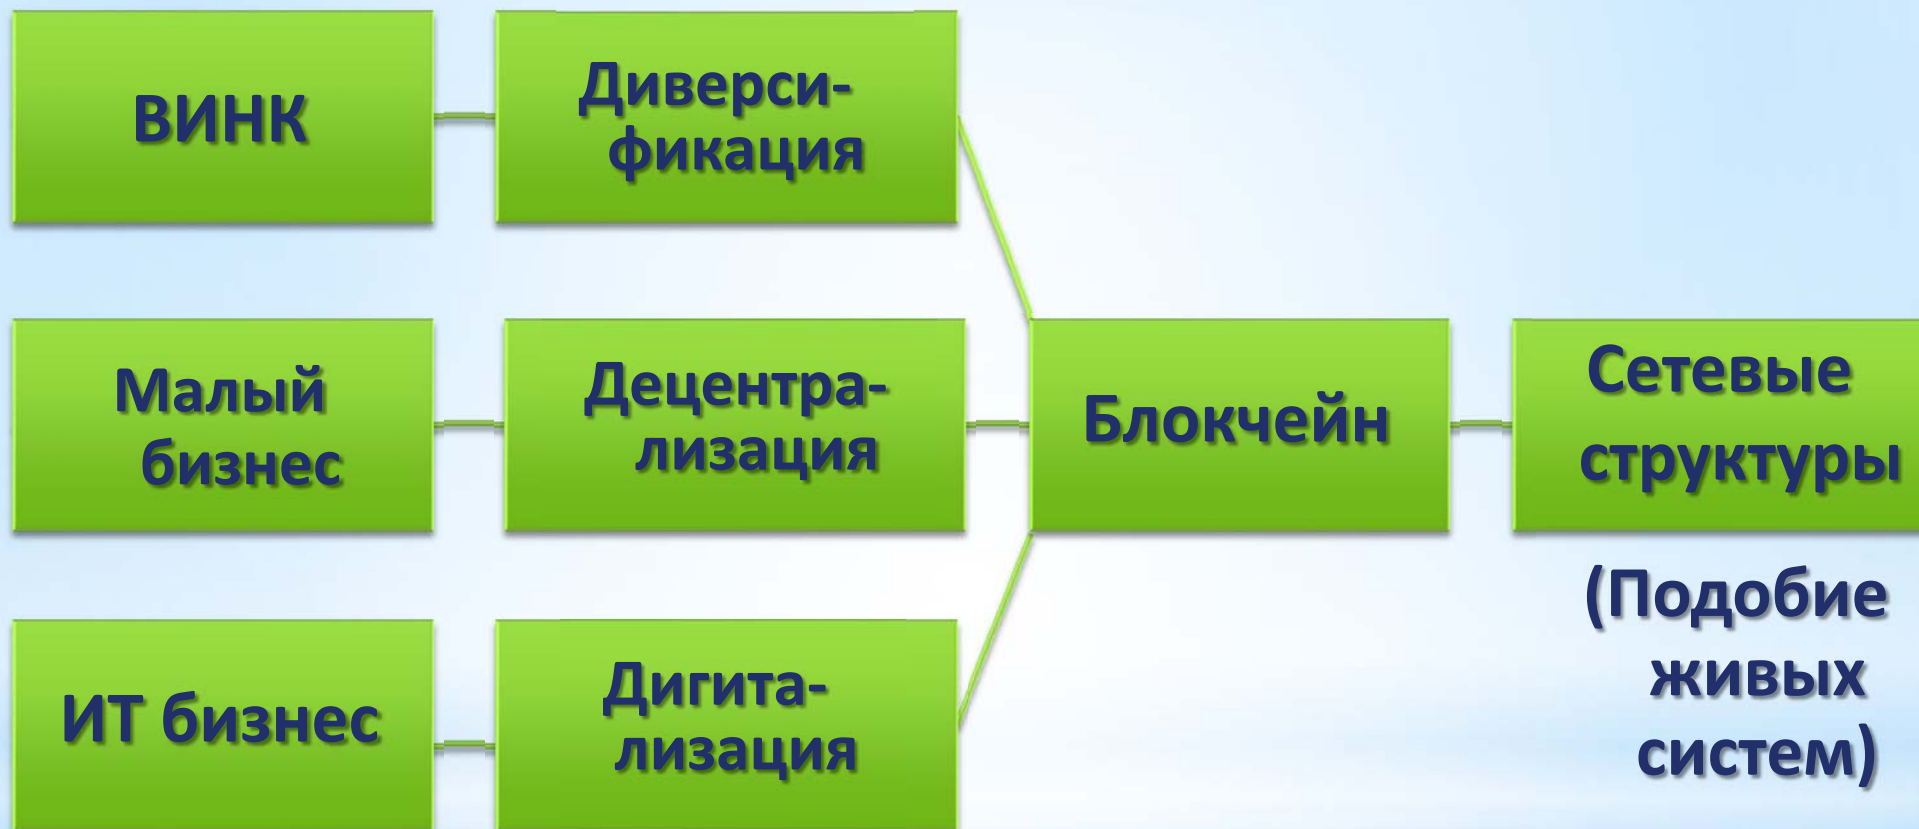 ВИНК
Диверси-
фикация
Малый
бизнес
Децентра-
лизация
Блокчейн
Сетевые
структуры
(Подобие
живых
систем)
ИТ бизнес
Дигита-
лизация